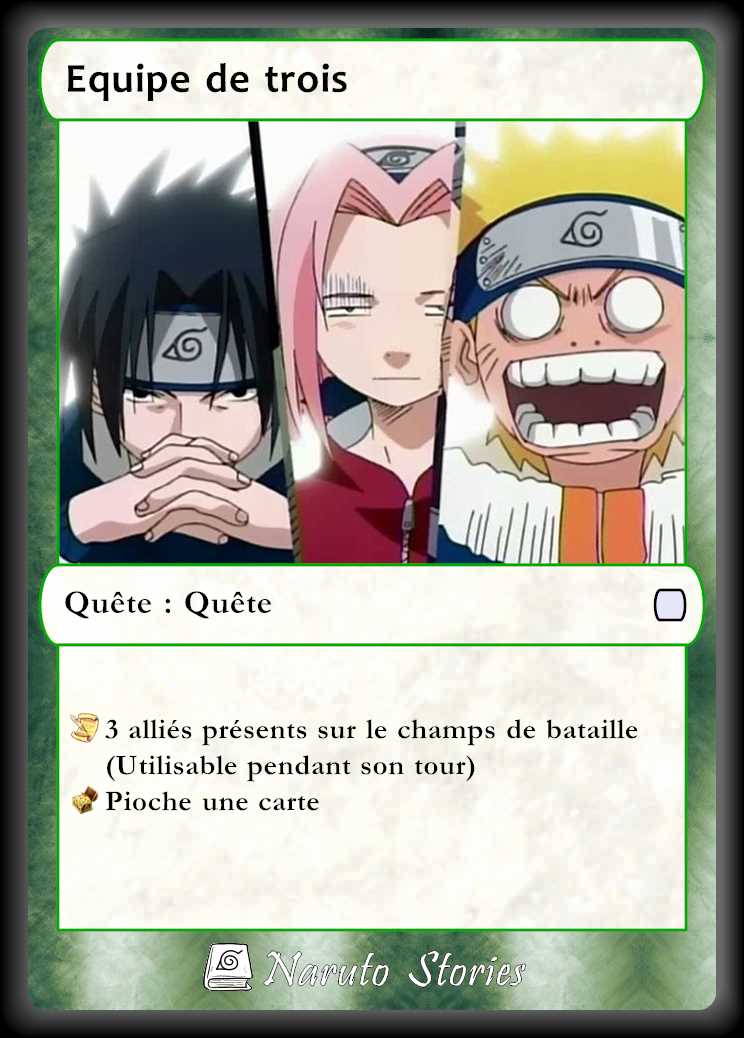 Equipe de trois
Quête : Quête
3 alliés présents sur le champs de bataille
(Utilisable pendant son tour)
Pioche une carte
Naruto Stories